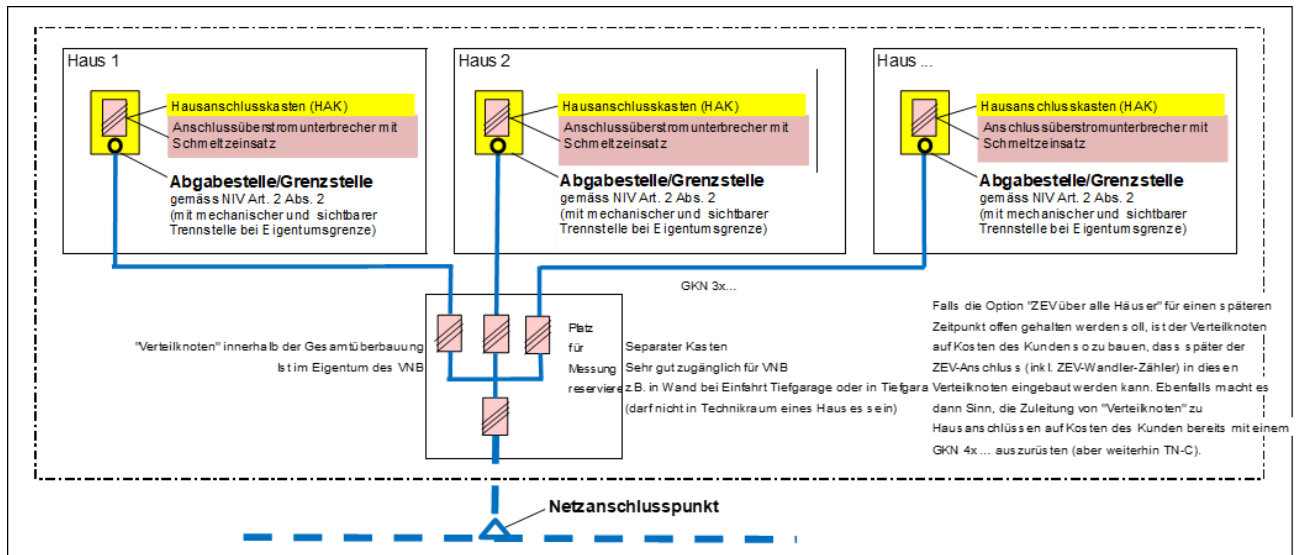 Haus 1
Hausanschlusskasten (HAK)
Anschlussüberstromunterbrecher mit
Schmeltzeinsatz
Abgabestelle/Grenzstelle
gemäss NIV Art. 2 Abs. 2
(mit mechanischer und sichtbarer
Trennstelle bei Eigentumsgrenze)
Haus 2
Hausanschlusskasten (HAK)
Anschlussüberstromunterbrecher mit
Schmeltzeinsatz
Abgabestelle/Grenzstelle
gemäss NIV Art. 2 Abs. 2
(mit mechanischer und sichtbarer
Trennstelle bei Eigentumsgrenze)
Haus ...
Hausanschlusskasten (HAK)
Anschlussüberstromunterbrecher mit
Schmeltzeinsatz
Abgabestelle/Grenzstelle
gemäss NIV Art. 2 Abs. 2
(mit mechanischer und sichtbarer
Trennstelle bei Eigentumsgrenze)
GKN 3x...
"Verteilknoten" innerhalb der Gesamtüberbauung
Ist im Eigentum des VNB
Platz
für
Messung
reserviere
Separater Kasten
Sehr gut zugänglich für VNB
z.B. in Wand bei Einfahrt Tiefgarage oder in Tiefgara
(darf nicht in Technikraum eines Hauses sein)
Falls die Option "ZEV über alle Häuser" für einen späteren
Zeitpunkt offen gehalten werden soll, ist der Verteilknoten
auf Kosten des Kunden so zu bauen, dass später der
ZEV-Anschluss (inkl. ZEV-Wandler-Zähler) in diesen
Verteilknoten eingebaut werden kann. Ebenfalls macht es
dann Sinn, die Zuleitung von "Verteilknoten" zu
Hausanschlüssen auf Kosten des Kunden bereits mit einem
GKN 4x... auszurüsten (aber weiterhin TN-C).
Netzanschlusspunkt